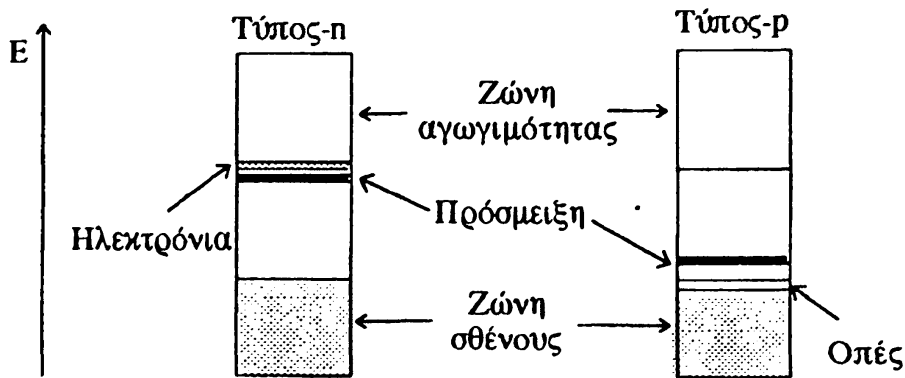 Τύπος-n
Τύπος-p
E
Ζώνη
αγωγιμότητας
Πρόσμειξη
Ηλεκτρόνια
Ζώνη
σθένους
Οπές